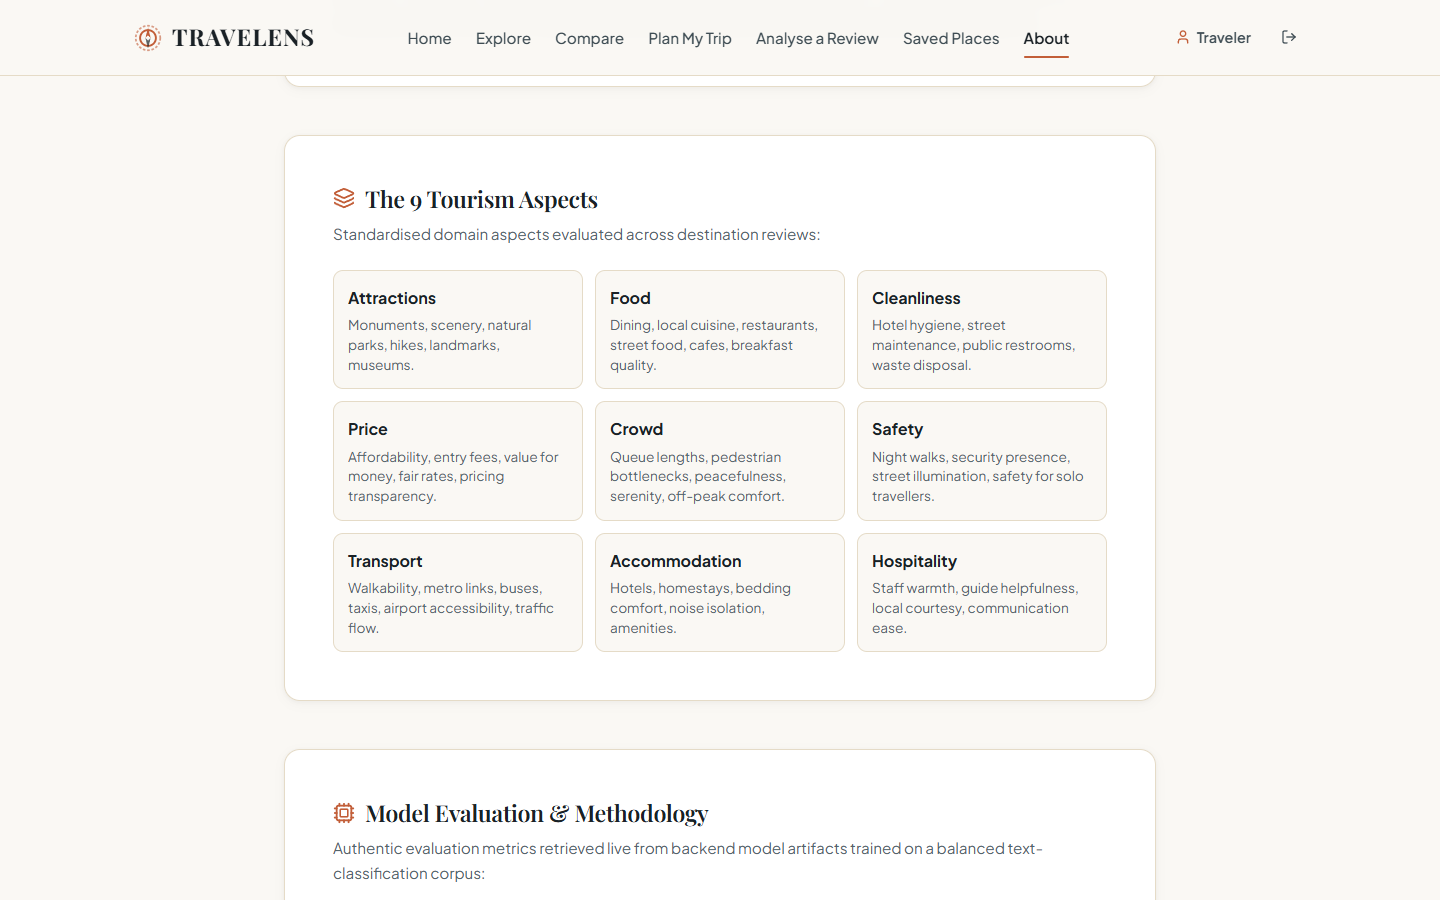 TRAVELENS
Home Explore Compare Plan My Trip Analyse a Review Saved Places About
Traveler
The 9 Tourism Aspects
Standardised domain aspects evaluated across destination reviews:
Attractions
Monuments, scenery, natural
parks, hikes, landmarks,
museums.
Food
Dining, local cuisine, restaurants,
street food, cafes, breakfast
quality.
Cleanliness
Hotel hygiene, street
maintenance, public restrooms,
waste disposal.
Price
Affordability, entry fees, value for
money, fair rates, pricing
transparency.
Crowd
Queue lengths, pedestrian
bottlenecks, peacefulness,
serenity, off-peak comfort.
Safety
Night walks, security presence,
street illumination, safety for solo
travellers.
Transport
Walkability, metro links, buses,
taxis, airport accessibility, traffic
flow.
Accommodation
Hotels, homestays, bedding
comfort, noise isolation,
amenities.
Hospitality
Staff warmth, guide helpfulness,
local courtesy, communication
ease.
Model Evaluation & Methodology
Authentic evaluation metrics retrieved live from backend model artifacts trained on a balanced text-
classification corpus: